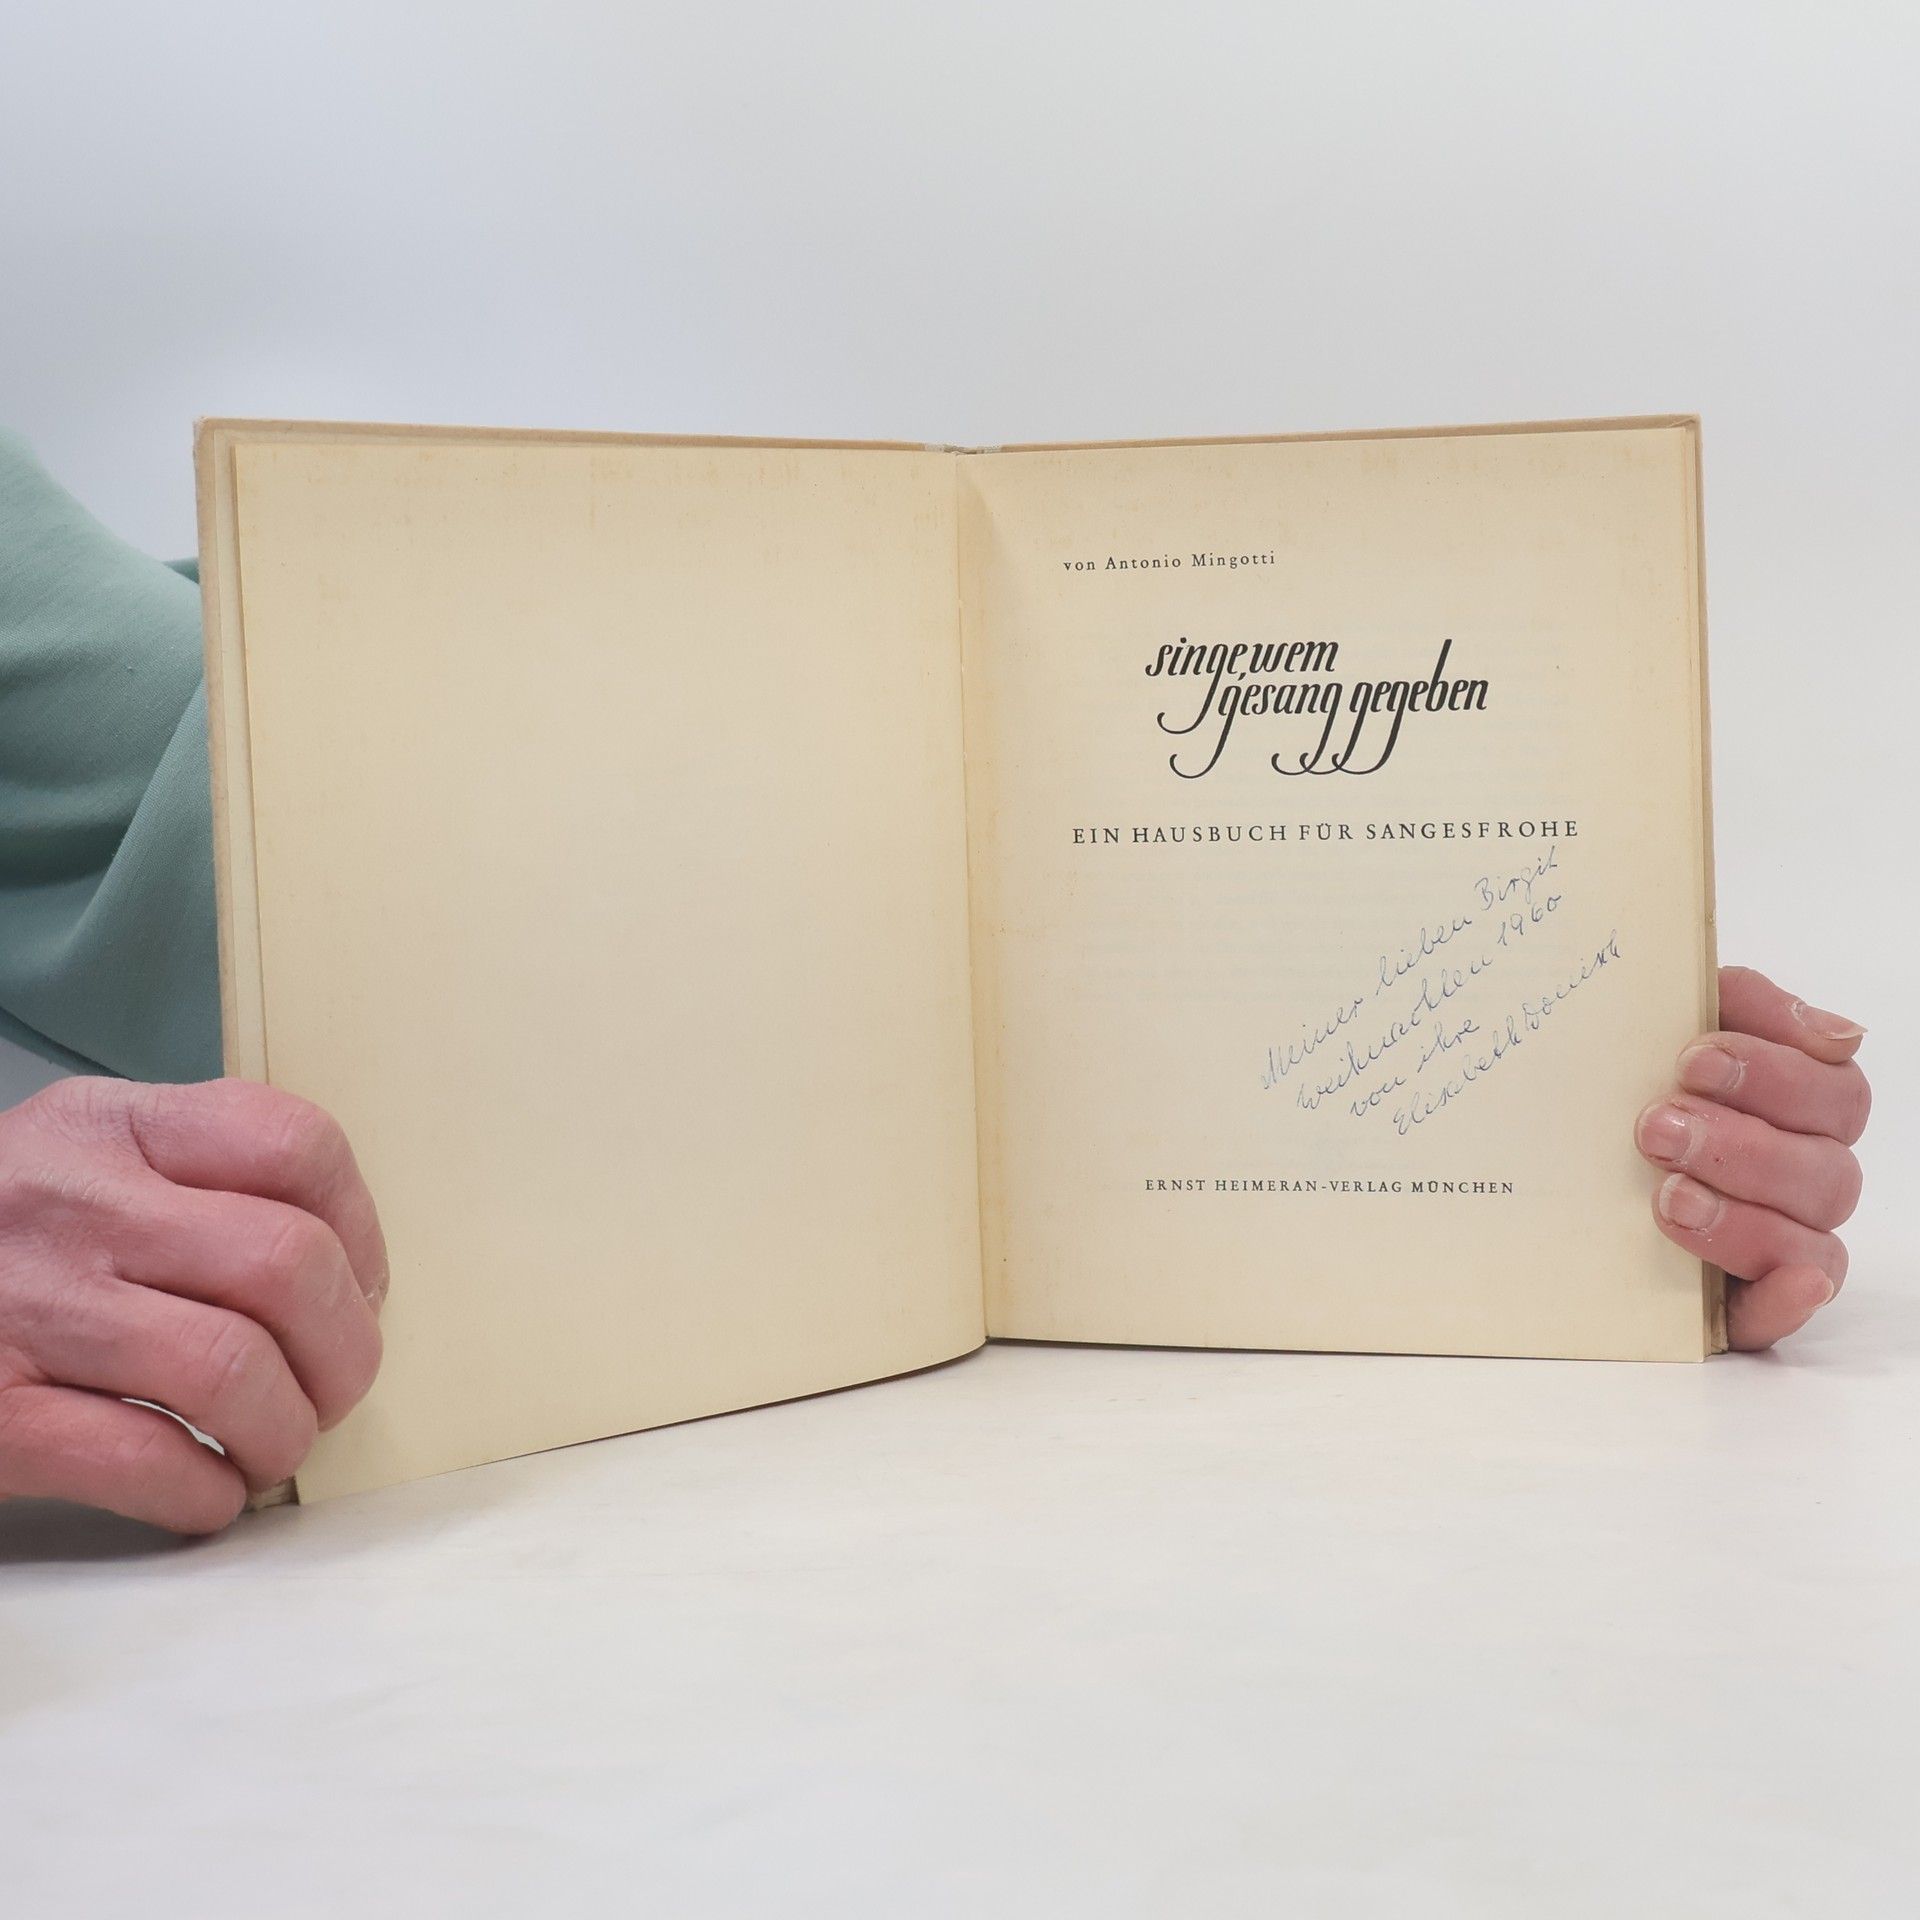 von Antonio Mingotti
singe, wem
gesang gegeben
EIN HAUSBUCH FÜR SANGESFROHE
Meiner lieben Birgit
Weihnachten 1960
von ihre
Elisabeth
ERNST HEIMERAN-VERLAG MÜNCHEN